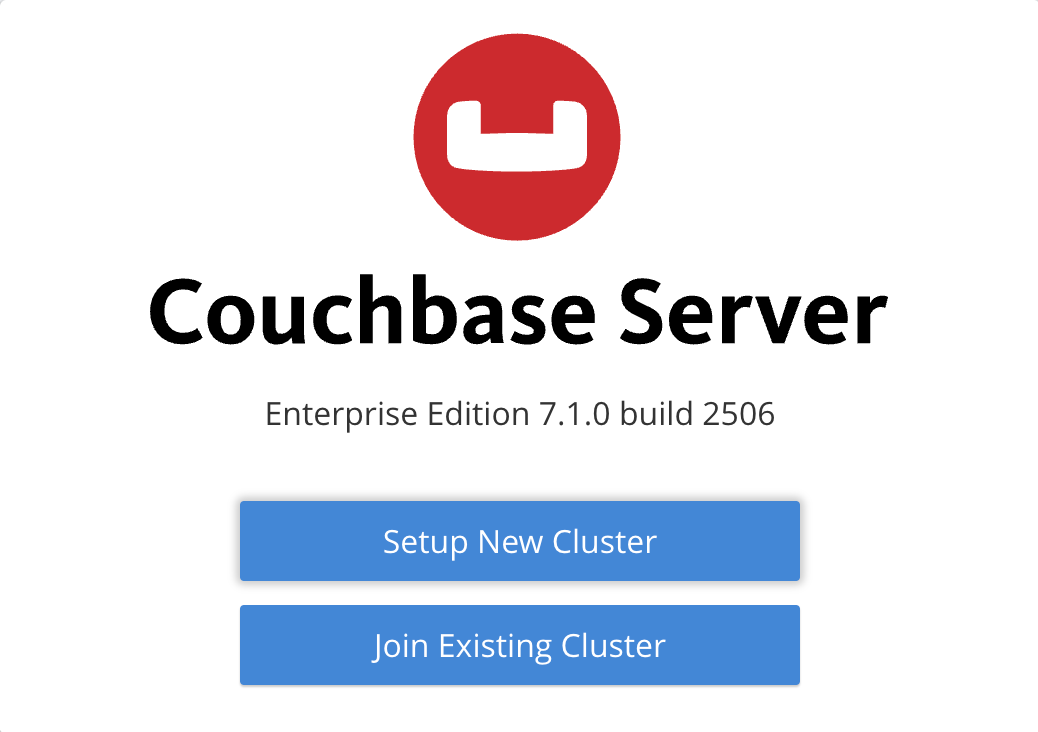 Couchbase Server
Enterprise Edition 7.1.0 build 2506
Setup New Cluster
Join Existing Cluster